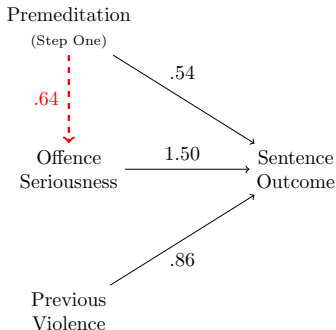 Premeditation
(Step One)
.54
.64
1.50
Offence
Seriousness
Sentence
Outcome
.86
Previous
Violence